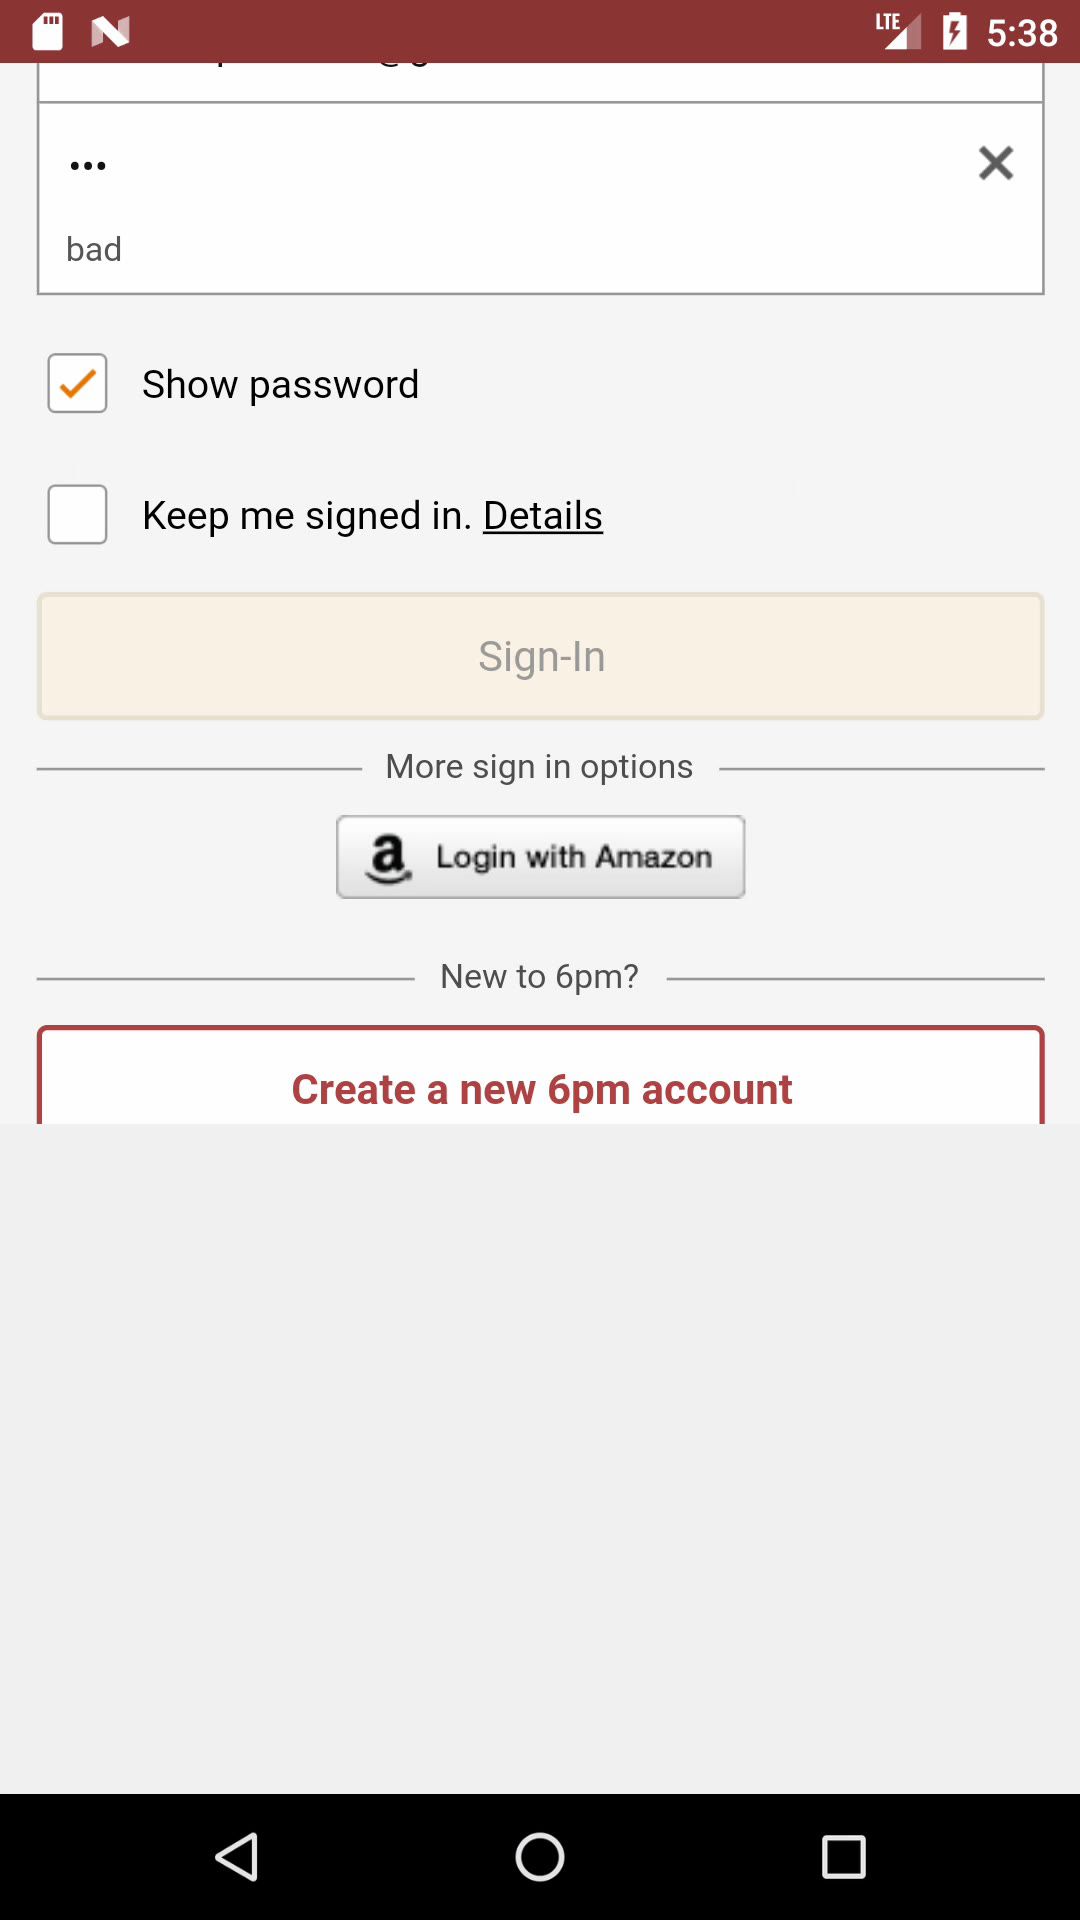 LTE 5:38
•••
bad
Show password
Keep me signed in. Details
Sign-In
More sign in options
a Login with Amazon
New to 6pm?
Create a new 6pm account